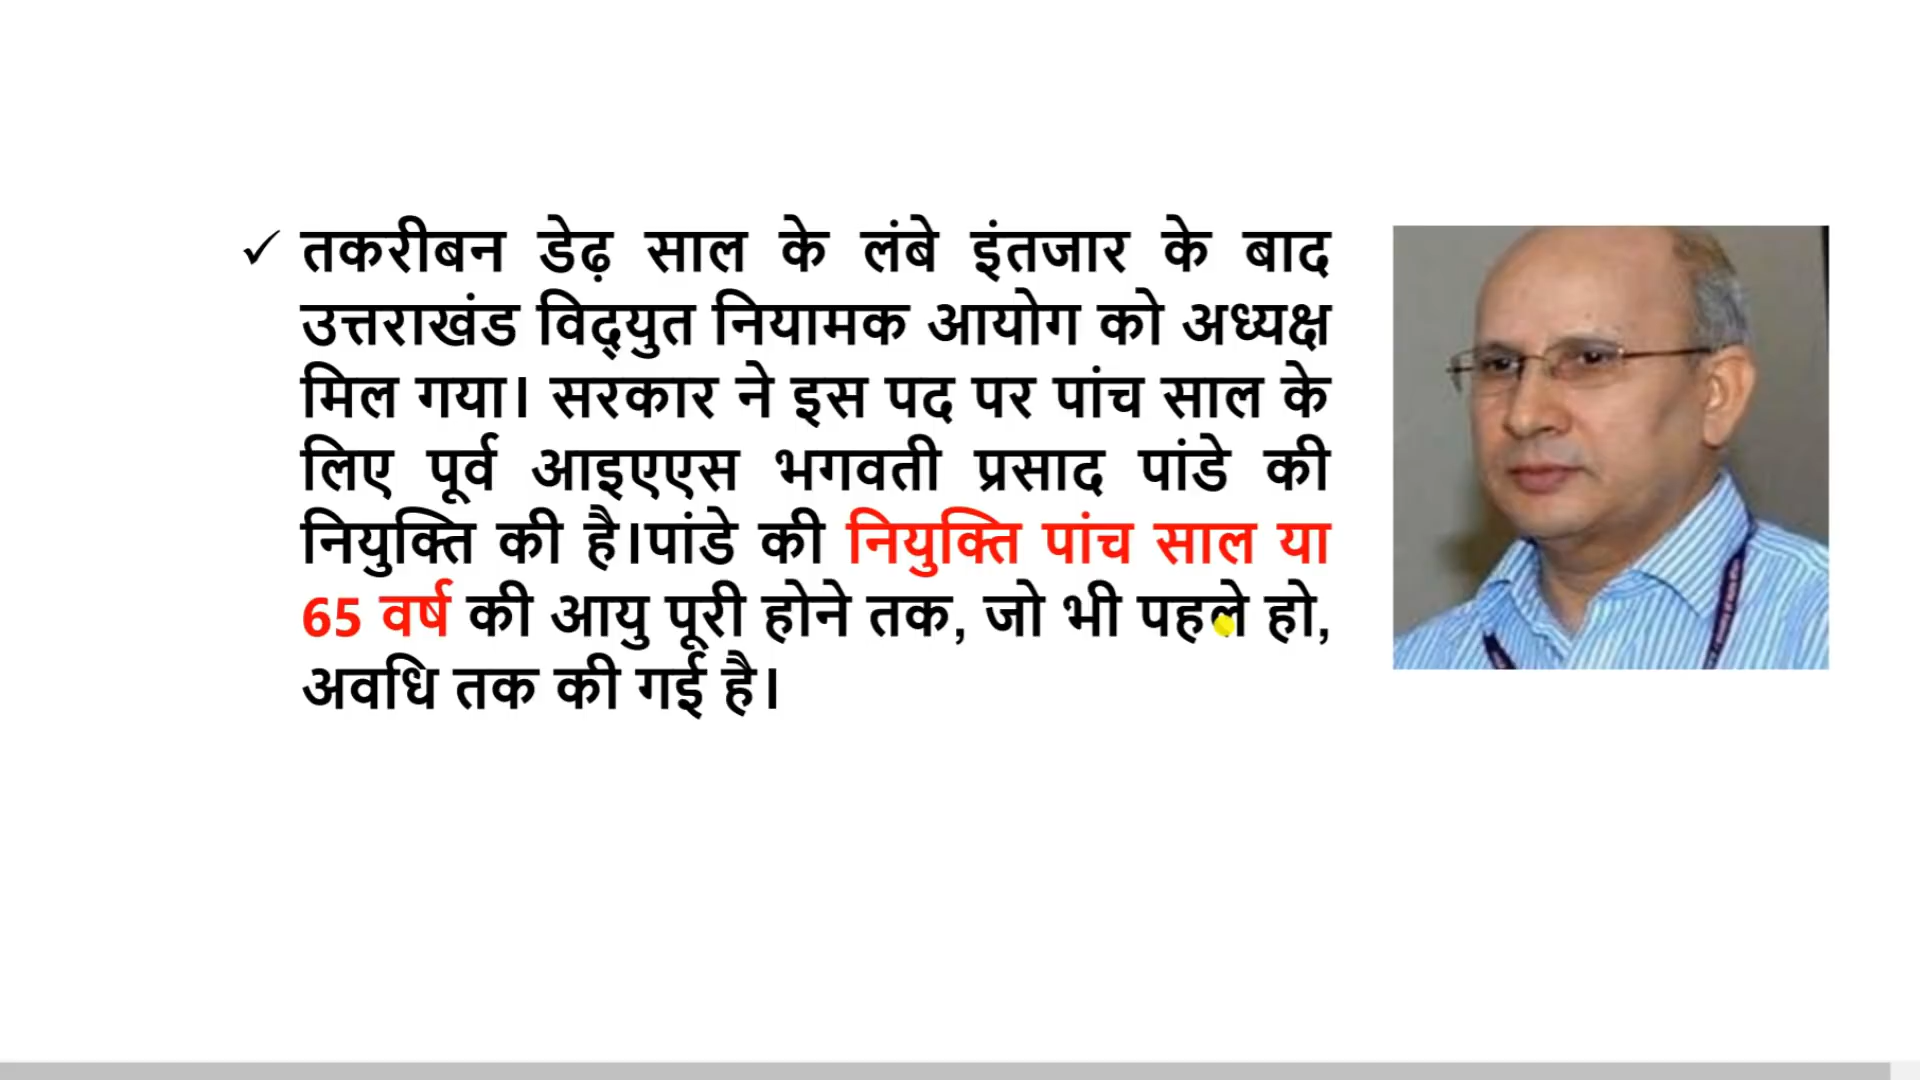 ✓ तकरीबन डेढ़ साल के लंबे इंतजार के बाद
उत्तराखंड विद्युत नियामक आयोग को अध्यक्ष
मिल गया। सरकार ने इस पद पर पांच साल के
लिए पूर्व आइएएस भगवती प्रसाद पांडे की
नियुक्ति की है।पांडे की नियुक्ति पांच साल या
65 वर्ष की आयु पूरी होने तक, जो भी पहले हो,
अवधि तक की गई है।